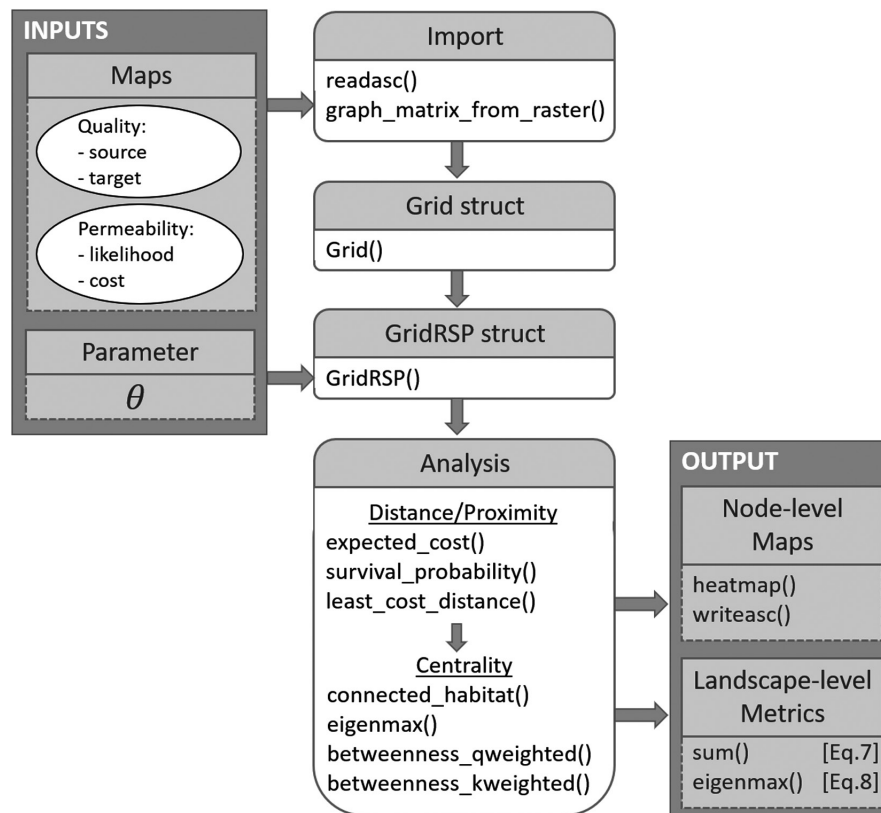 INPUTS
Maps
Quality:
- source
- target
Permeability:
- likelihood
- cost
Parameter
θ
Import
readasc()
graph_matrix_from_raster()
Grid struct
Grid()
GridRSP struct
GridRSP()
Analysis
Distance/Proximity
expected_cost()
survival_probability()
least_cost_distance()
Centrality
connected_habitat()
eigenmax()
betweenness_qweighted()
betweenness_kweighted()
OUTPUT
Node-level
Maps
heatmap()
writeasc()
Landscape-level
Metrics
sum() [Eq.7]
eigenmax() [Eq.8]